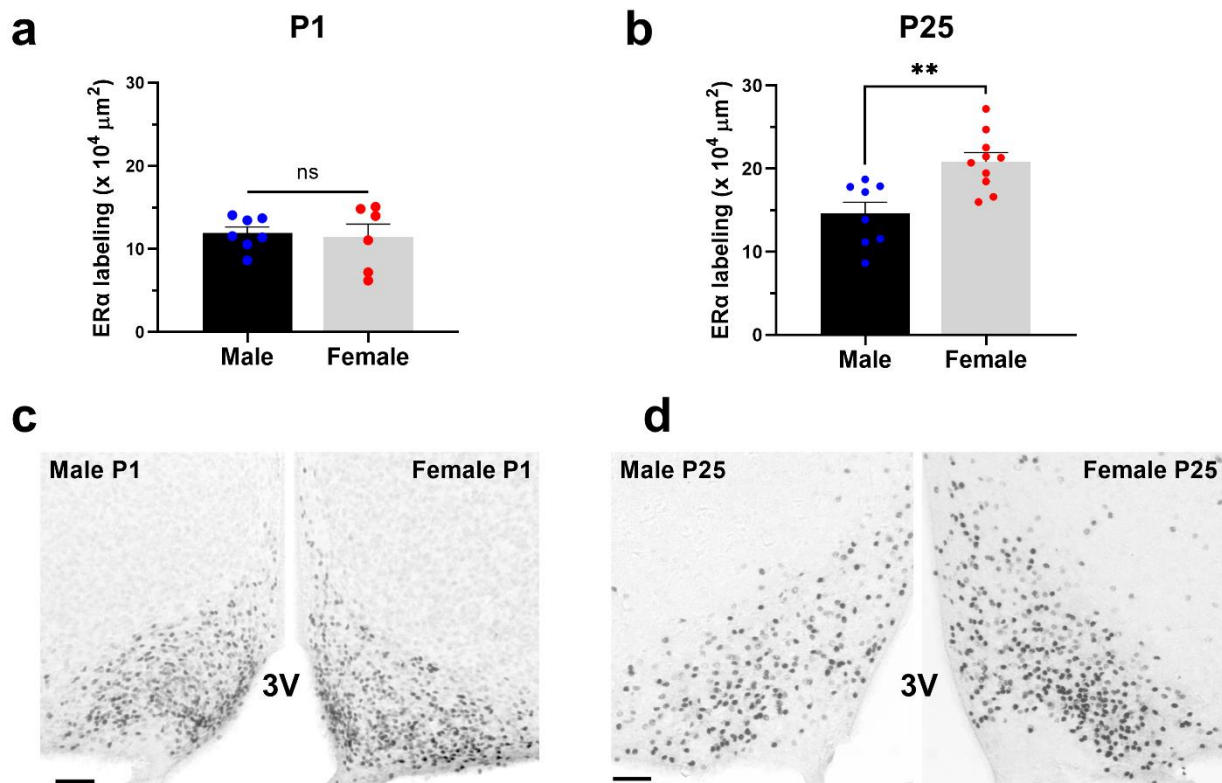 a
P1
ERα labeling (x 10⁴ µm²)
30
20
10
0
ns
Male
Female
b
P25
ERα labeling (x 10⁴ µm²)
30
20
10
0
**
Male
Female
c
Male P1
Female P1
3V
d
Male P25
Female P25
3V